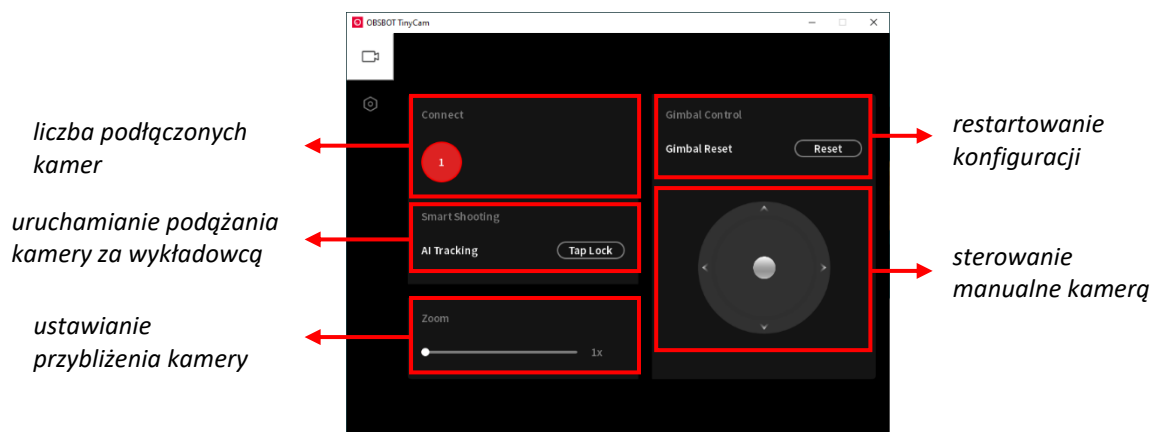 OBSBOT TinyCam
liczba podłączonych
kamer
uruchamianie podążania
kamery za wykładowcą
ustawianie
przybliżenia kamery
Connect
1
Smart Shooting
AI Tracking
Tap Lock
Zoom
1x
Gimbal Control
Gimbal Reset
Reset
restartowanie
konfiguracji
sterowanie
manualne kamerą